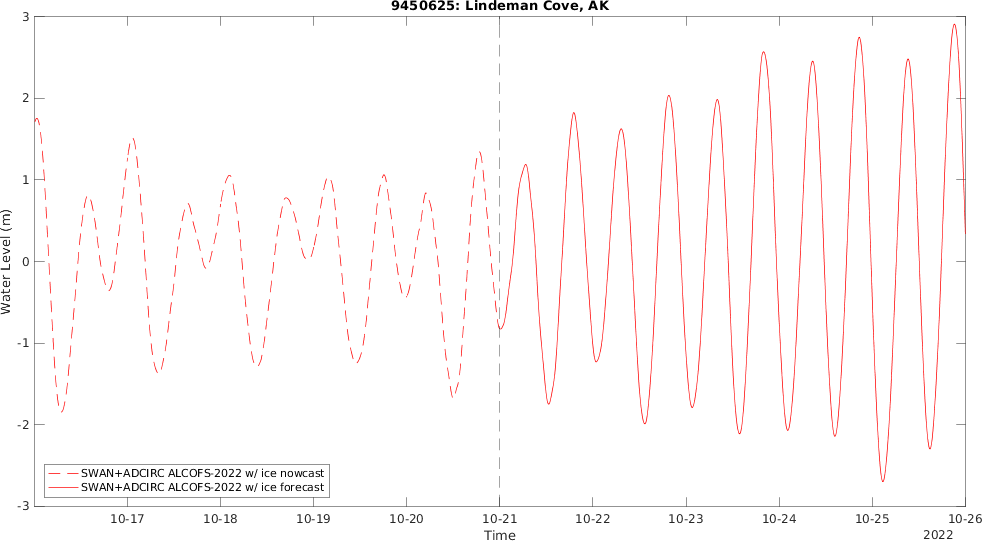 9450625: Lindeman Cove, AK
3
2
1
0
-1
-2
-3
Water Level (m)
SWAN+ADCIRC ALCOFS-2022 w/ ice nowcast
SWAN+ADCIRC ALCOFS-2022 w/ ice forecast
10-17 10-18 10-19 10-20 10-21 10-22 10-23 10-24 10-25 10-26
Time
2022